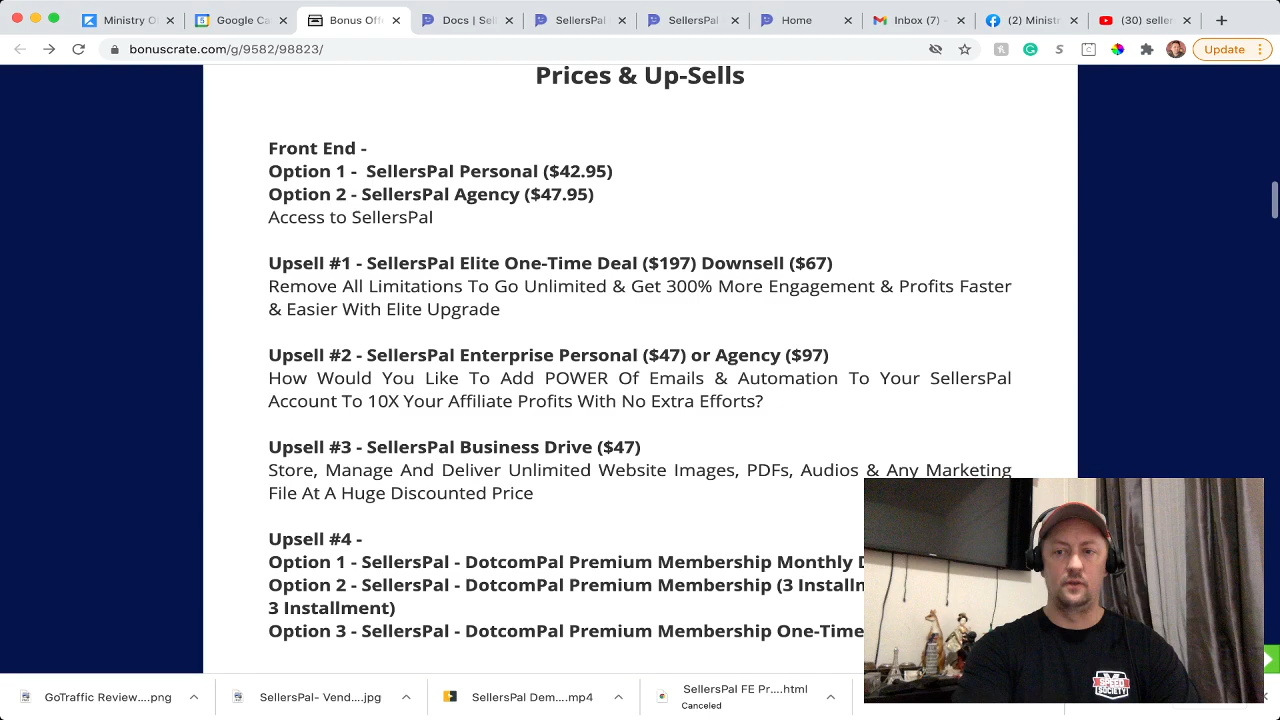 Ministry O
Google Ca
Bonus Offe
Docs | Sell
SellersPal
SellersPal
Home
Inbox (7) -
(2) Ministr
(30) seller
bonuscrate.com/g/9582/98823/
Update
Prices & Up-Sells
Front End -
Option 1 - SellersPal Personal ($42.95)
Option 2 - SellersPal Agency ($47.95)
Access to SellersPal
Upsell #1 - SellersPal Elite One-Time Deal ($197) Downsell ($67)
Remove All Limitations To Go Unlimited & Get 300% More Engagement & Profits Faster
& Easier With Elite Upgrade
Upsell #2 - SellersPal Enterprise Personal ($47) or Agency ($97)
How Would You Like To Add POWER Of Emails & Automation To Your SellersPal
Account To 10X Your Affiliate Profits With No Extra Efforts?
Upsell #3 - SellersPal Business Drive ($47)
Store, Manage And Deliver Unlimited Website Images, PDFs, Audios & Any Marketing
File At A Huge Discounted Price
Upsell #4 -
Option 1 - SellersPal - DotcomPal Premium Membership Monthly
Option 2 - SellersPal - DotcomPal Premium Membership (3 Installm
3 Installment)
Option 3 - SellersPal - DotcomPal Premium Membership One-Time
SPEED
SOCIETY
GoTraffic Review....png
SellersPal- Vend....jpg
SellersPal Dem....mp4
SellersPal FE Pr....html
Canceled